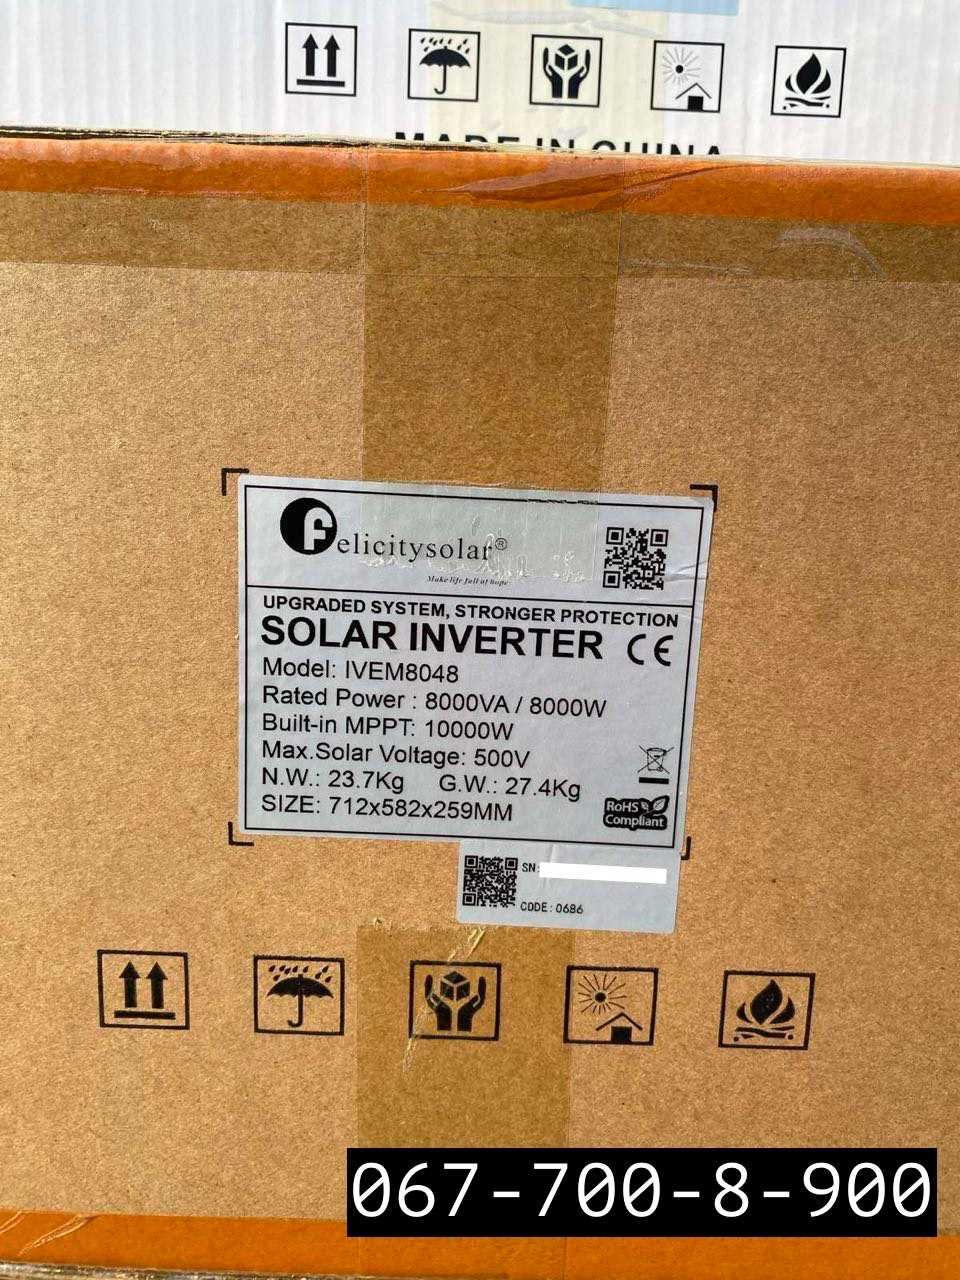 MADE IN CHINA
felicitysolar®
Make life full of hope
UPGRADED SYSTEM, STRONGER PROTECTION
SOLAR INVERTER CE
Model: IVEM8048
Rated Power : 8000VA / 8000W
Built-in MPPT: 10000W
Max.Solar Voltage: 500V
N.W.: 23.7Kg G.W.: 27.4Kg
SIZE: 712x582x259MM
RoHS
Compliant
SN:
CODE: 0686
067-700-8-900